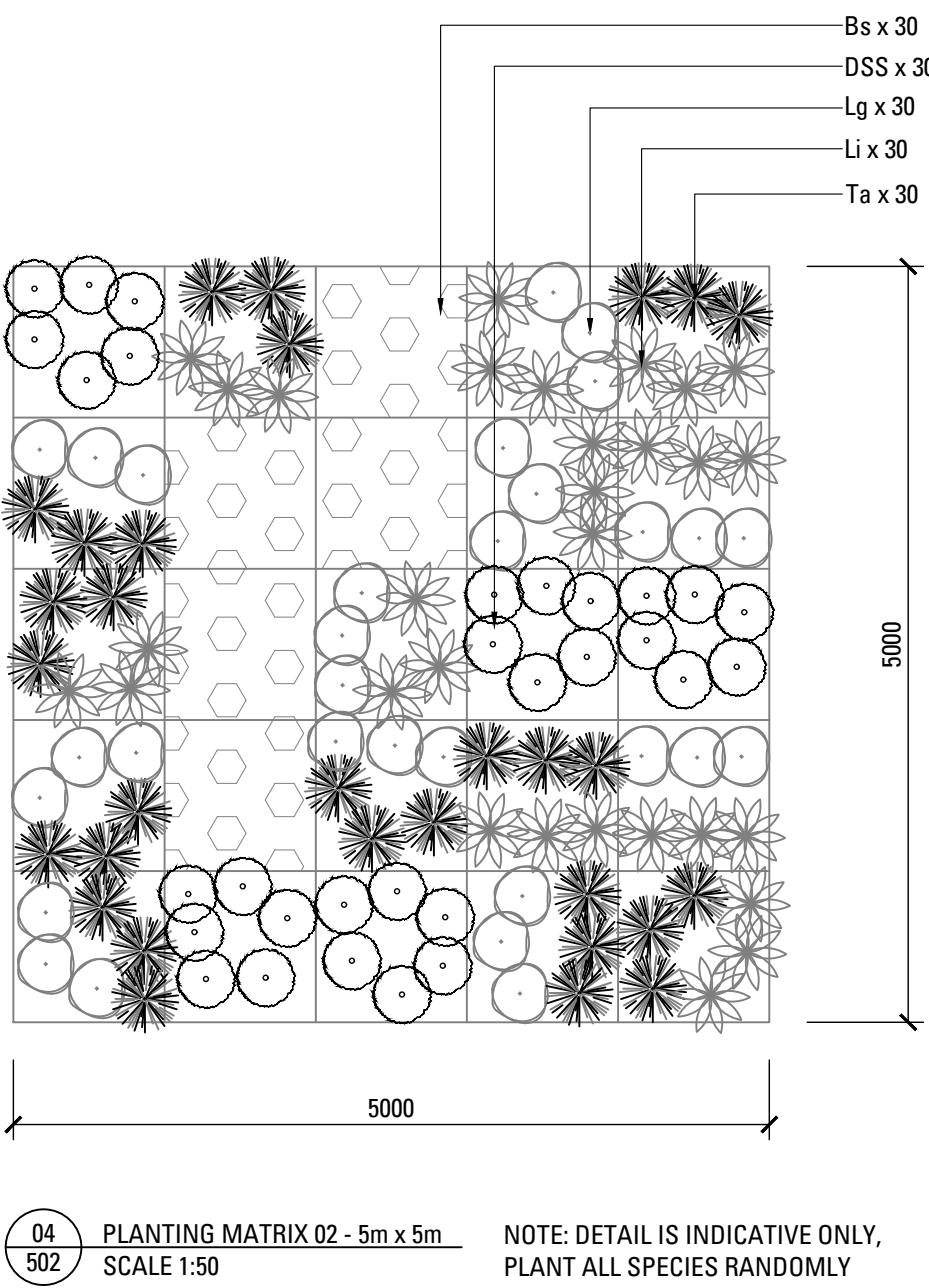 Bs x 30
DSS x 30
Lg x 30
Li x 30
Ta x 30
5000
5000
04
502
PLANTING MATRIX 02 - 5m x 5m
SCALE 1:50
NOTE: DETAIL IS INDICATIVE ONLY,
PLANT ALL SPECIES RANDOMLY